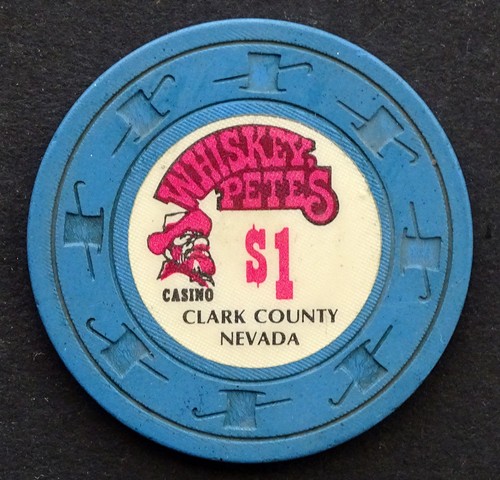 WHISKEY
PETES
$1
CASINO
CLARK COUNTY
NEVADA